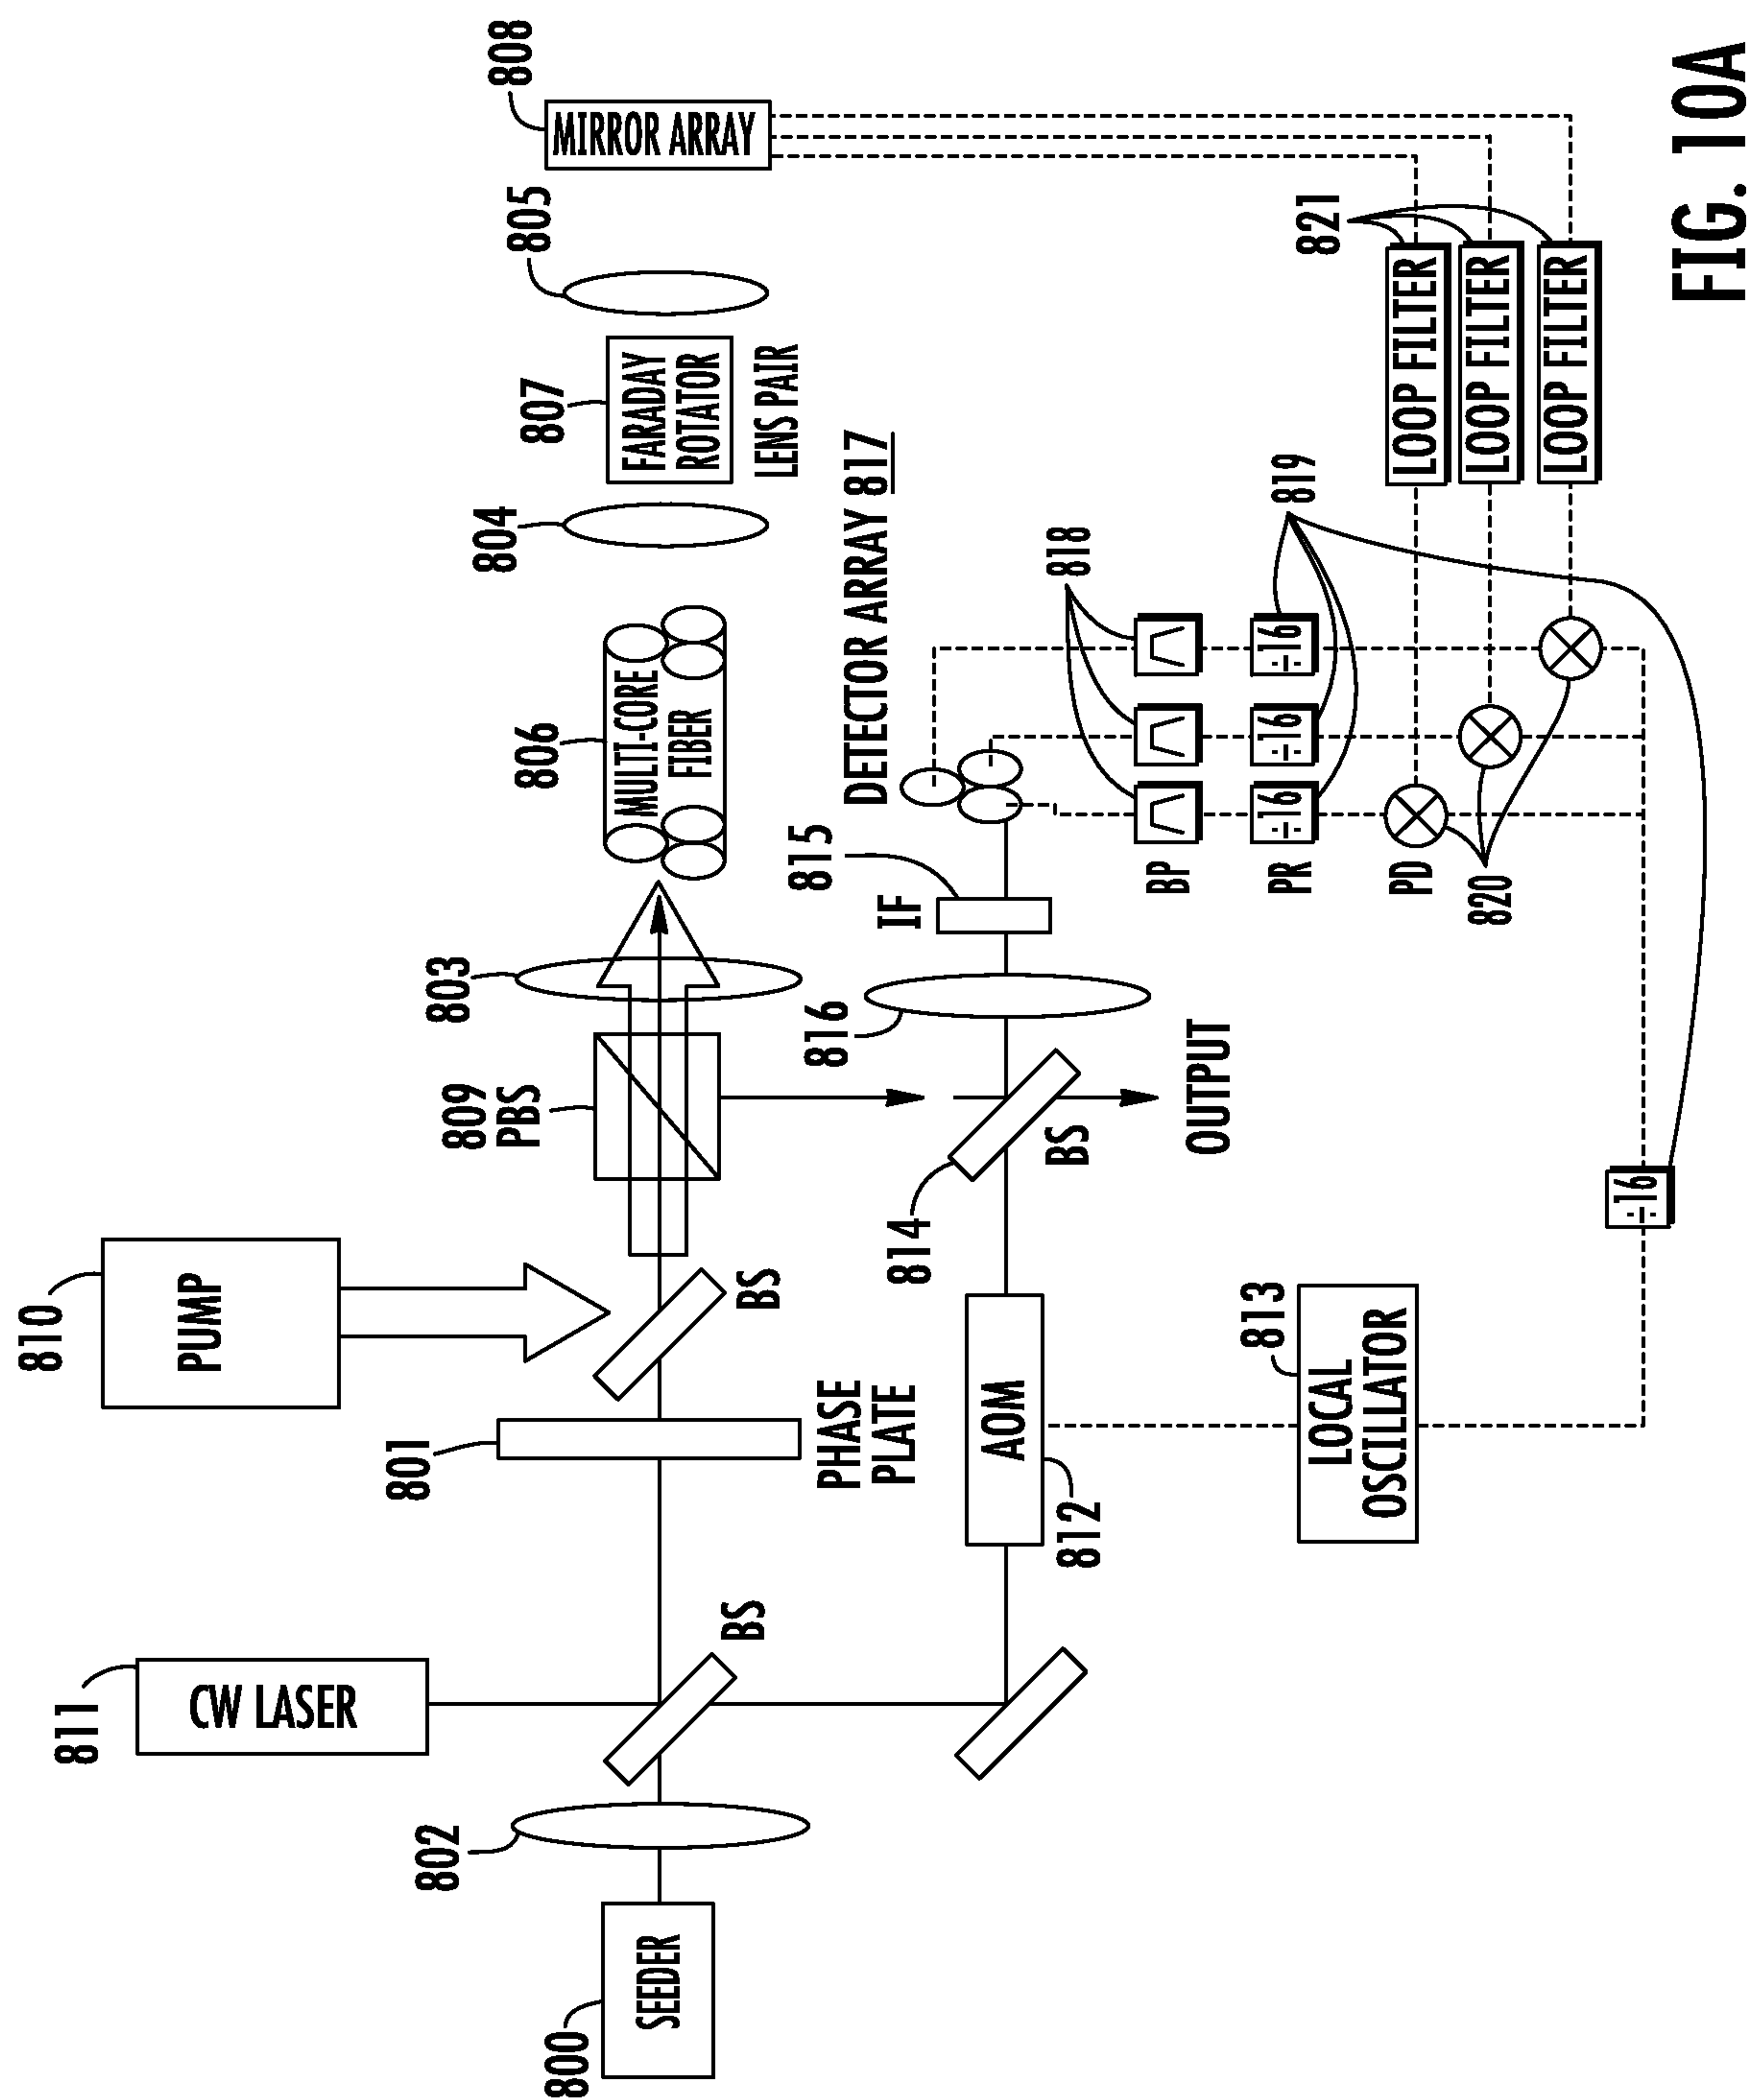 811
CW LASER
810
PUMP
800
SEEDER
802
BS
801
PHASE
PLATE
BS
809
PBS
803
806
MULTI-CORE
FIBER
804
807
FARADAY
ROTATOR
LENS PAIR
805
808
MIRROR ARRAY
812
AOM
814
BS
816
IF
815
DETECTOR ARRAY 817
OUTPUT
813
LOCAL
OSCILLATOR
BP
818
PR
÷16
÷16
÷16
819
PD
820
821
LOOP FILTER
LOOP FILTER
LOOP FILTER
÷16
FIG. 10A